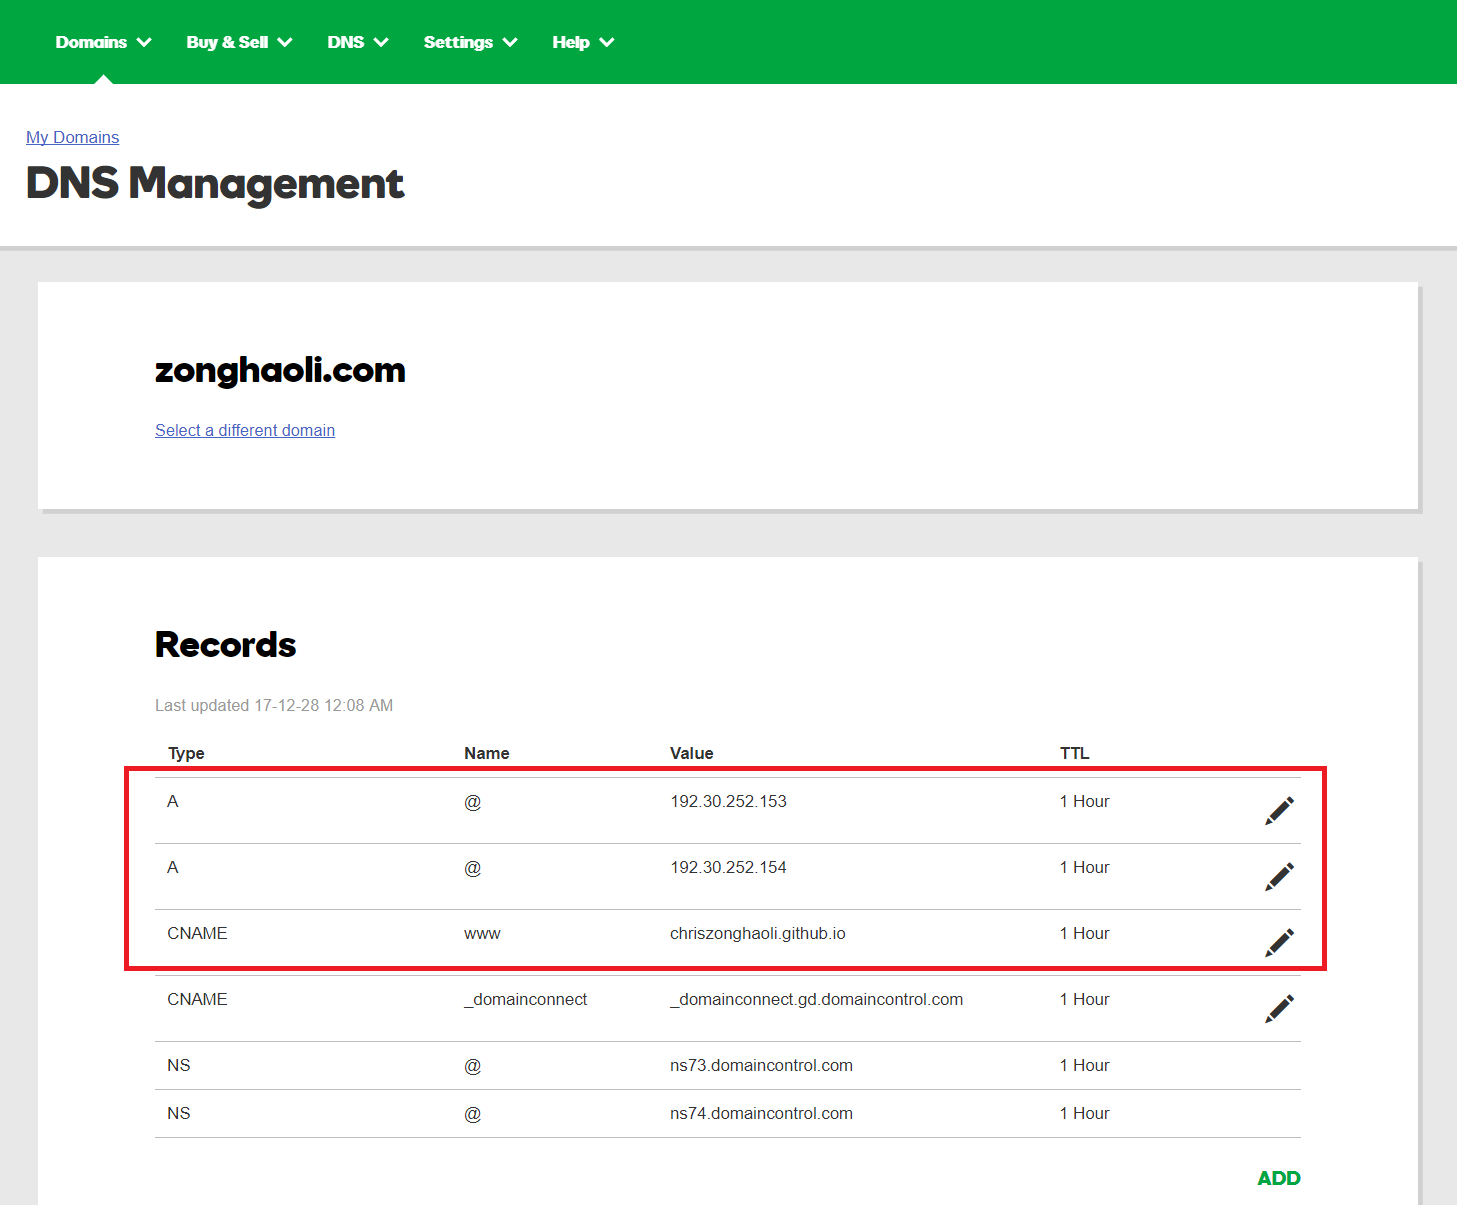 Domains Buy & Sell DNS Settings Help
My Domains
DNS Management
zonghaoli.com
Select a different domain
Records
Last updated 17-12-28 12:08 AM
Type Name Value TTL
A @ 192.30.252.153 1 Hour
A @ 192.30.252.154 1 Hour
CNAME www chriszonghaoli.github.io 1 Hour
CNAME _domainconnect _domainconnect.gd.domaincontrol.com 1 Hour
NS @ ns73.domaincontrol.com 1 Hour
NS @ ns74.domaincontrol.com 1 Hour
ADD